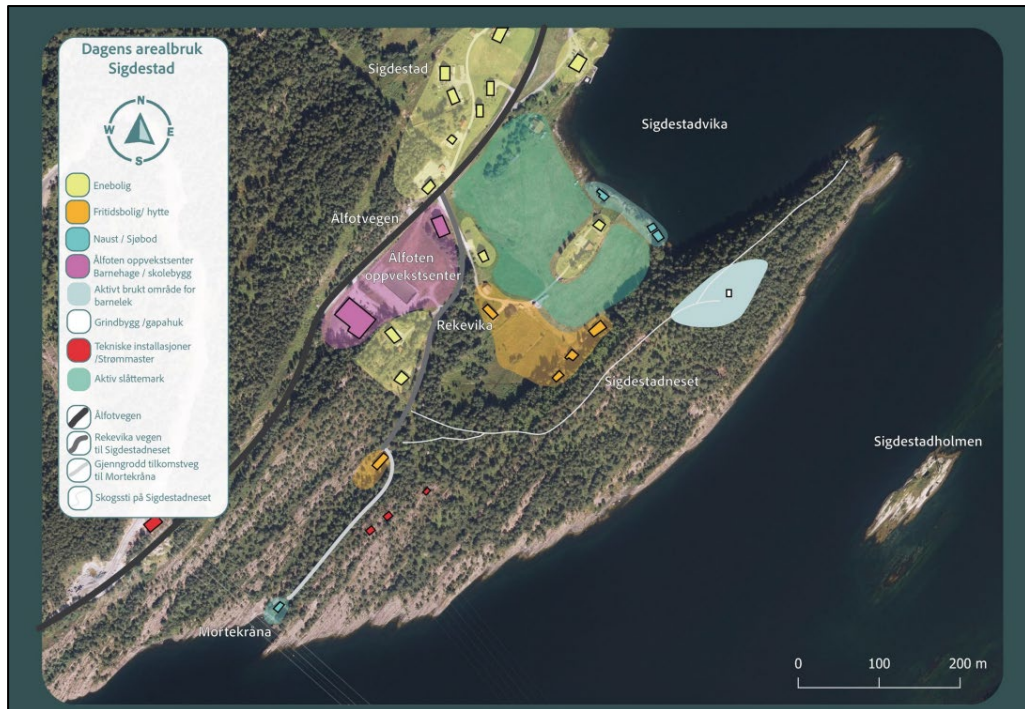 Dagens arealbruk
Sigdestad
N
W
E
S
Enebolig
Fritidsbolig/ hytte
Naust / Sjøbod
Ålfoten oppvekstsenter
Barnehage / skolebygg
Aktivt brukt område for
barnelek
Grindbygg /gapahuk
Tekniske installasjoner
/Strømmaster
Aktiv slåttemark
Ålfotvegen
Rekevika vegen
til Sigdestadneset
Gjenngrodd tilkomstveg
til Mortekråna
Skogssti på Sigdestadneset
Sigdestad
Sigdestadvika
Ålfotvegen
Ålfoten
oppvekstsenter
Rekevika
Sigdestadneset
Sigdestadholmen
Mortekråna
0 100 200 m